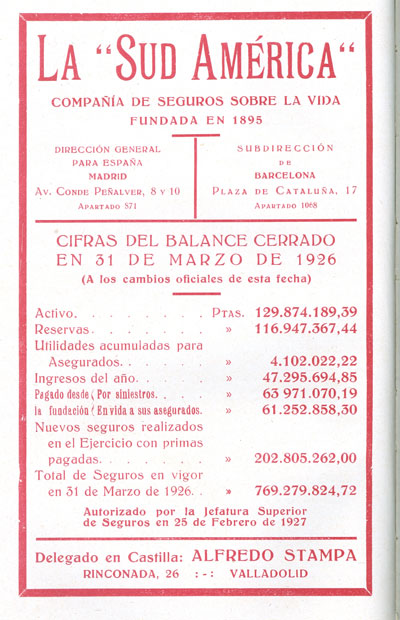 LA "SUD AMÉRICA"
COMPAÑÍA DE SEGUROS SOBRE LA VIDA
FUNDADA EN 1895
DIRECCIÓN GENERAL
PARA ESPAÑA
MADRID
AV. CONDE PEÑALVER, 8 Y 10
APARTADO 571
SUBDIRECCIÓN
DE
BARCELONA
PLAZA DE CATALUÑA, 17
APARTADO 1068
CIFRAS DEL BALANCE CERRADO
EN 31 DE MARZO DE 1926
(A los cambios oficiales de esta fecha)
Activo. . . . . . . . PTAS. 129.874.189,39
Reservas. . . . . . . » 116.947.367,44
Utilidades acumuladas para
Asegurados. . . . . . » 4.102.022,22
Ingresos del año. . . . . » 47.295.694,85
Pagado desde ( Por siniestros. . . » 63 971.070,19
la fundación ( En vida a sus asegurados. » 61.252.858,30
Nuevos seguros realizados
en el Ejercicio con primas
pagadas. . . . . . . » 202.805.262,00
Total de Seguros en vigor
en 31 de Marzo de 1926. . » 769.279.824,72
Autorizado por la Jefatura Superior
de Seguros en 25 de Febrero de 1927
Delegado en Castilla: ALFREDO STAMPA
RINCONADA, 26 :-: VALLADOLID